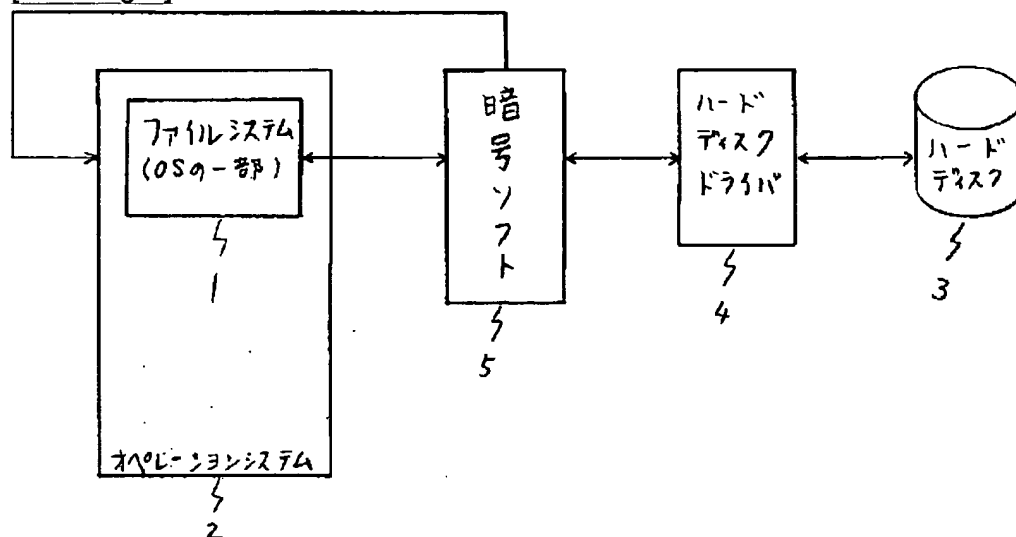 ファイルシステム
(OSの一部)
1
オペレーションシステム
2
暗号ソフト
5
ハード
ディスク
ドライバ
4
ハード
ディスク
3